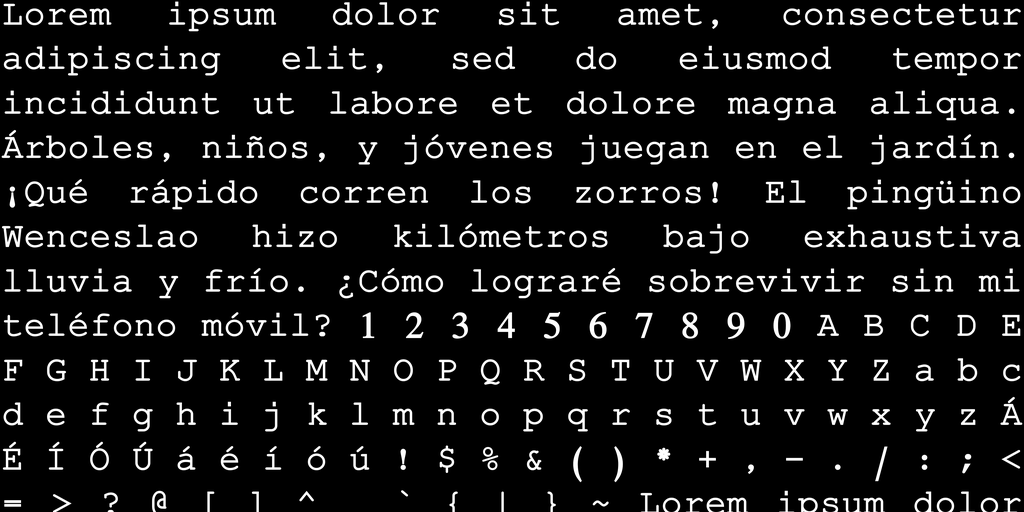 Lorem ipsum dolor sit amet, consectetur
adipiscing elit, sed do eiusmod tempor
incididunt ut labore et dolore magna aliqua.
Árboles, niños, y jóvenes juegan en el jardín.
¡Qué rápido corren los zorros! El pingüino
Wenceslao hizo kilómetros bajo exhaustiva
lluvia y frío. ¿Cómo lograré sobrevivir sin mi
teléfono móvil? 1 2 3 4 5 6 7 8 9 0 A B C D E
F G H I J K L M N O P Q R S T U V W X Y Z a b c
d e f g h i j k l m n o p q r s t u v w x y z Á
É Í Ó Ú á é í ó ú ! $ % & ( ) * + , - . / : ; <
= > ? @ [ ] ^ ` { | } ~ Lorem ipsum dolor